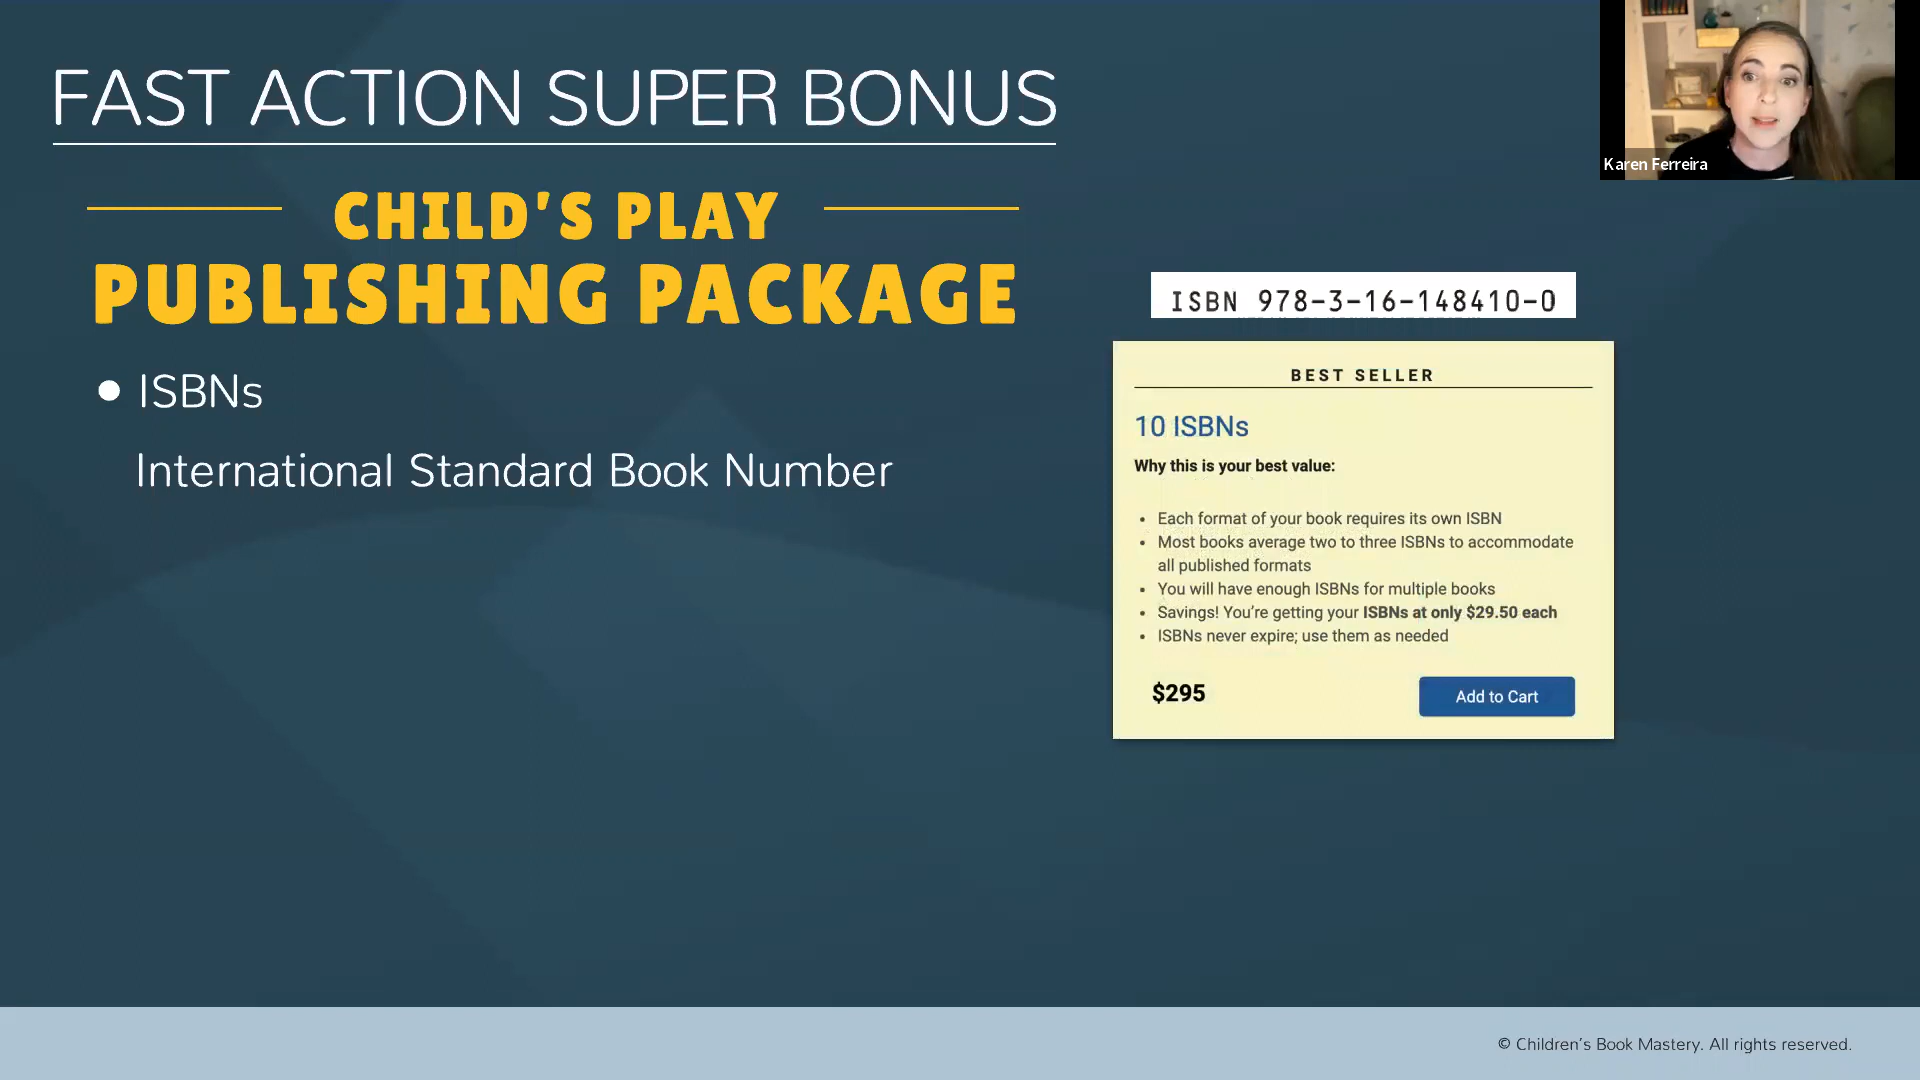 FAST ACTION SUPER BONUS
CHILD'S PLAY
PUBLISHING PACKAGE
• ISBNs
International Standard Book Number
Karen Ferreira
ISBN 978-3-16-148410-0
BEST SELLER
10 ISBNs
Why this is your best value:
• Each format of your book requires its own ISBN
• Most books average two to three ISBNs to accommodate
all published formats
• You will have enough ISBNs for multiple books
• Savings! You're getting your ISBNs at only $29.50 each
• ISBNs never expire; use them as needed
$295
Add to Cart
© Children's Book Mastery. All rights reserved.